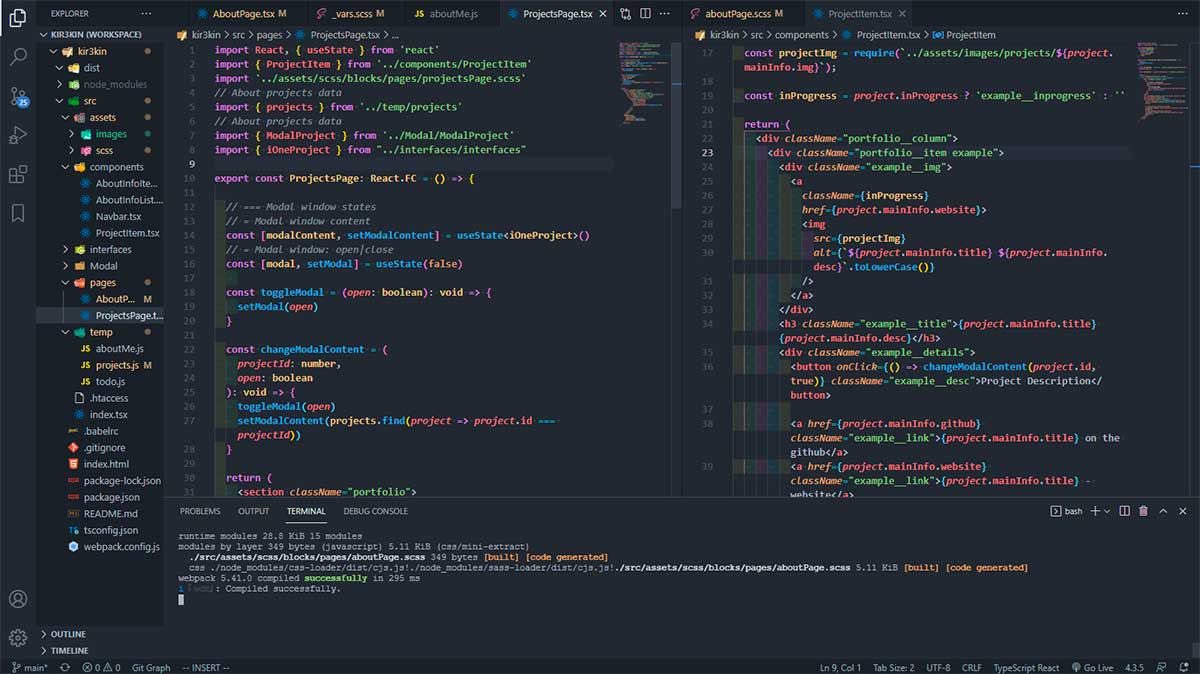 EXPLORER
KIR3KIN (WORKSPACE)
kir3kin
dist
node_modules
src
assets
images
scss
components
AboutInfoIte...
AboutInfoList....
Navbar.tsx
ProjectItem.tsx
interfaces
Modal
pages
AboutP... M
ProjectsPage.t...
temp
JS aboutMe.js
JS projects.js M
JS todo.js
.htaccess
index.tsx
.babelrc
.gitignore
index.html
package-lock.json
package.json
README.md
tsconfig.json
webpack.config.js
OUTLINE
TIMELINE
25
AboutPage.tsx M
_vars.scss M
JS aboutMe.js
ProjectsPage.tsx
kir3kin > src > pages > ProjectsPage.tsx > ...
1 import React, { useState } from 'react'
2 import { ProjectItem } from '../components/ProjectItem'
3 import '../assets/scss/blocks/pages/projectsPage.scss'
4 // About projects data
5 import { projects } from '../temp/projects'
6 // About projects data
7 import { ModalProject } from '../Modal/ModalProject'
8 import { iOneProject } from "../interfaces/interfaces"
9
10 export const ProjectsPage: React.FC = () => {
11
12 // === Modal window states
13 // = Modal window content
14 const [modalContent, setModalContent] = useState<iOneProject>()
15 // = Modal window: open|close
16 const [modal, setModal] = useState(false)
17
18 const toggleModal = (open: boolean): void => {
19 setModal(open)
20 }
21
22 const changeModalContent = (
23 projectId: number,
24 open: boolean
25 ): void => {
26 toggleModal(open)
27 setModalContent(projects.find(project => project.id ===
projectId))
28 }
29
30 return (
31 <section className="portfolio">
aboutPage.scss M
ProjectItem.tsx
kir3kin > src > components > ProjectItem.tsx > ProjectItem
17 const projectImg = require(`../assets/images/projects/${project.
mainInfo.img}`);
18
19 const inProgress = project.inProgress ? 'example__inprogress' : ''
20
21 return (
22 <div className="portfolio__column">
23 <div className="portfolio__item example">
24 <div className="example__img">
25 <a
26 className={inProgress}
27 href={project.mainInfo.website}>
28 <img
29 src={projectImg}
30 alt={`${project.mainInfo.title} ${project.mainInfo.
desc}`.toLowerCase()}
31 />
32 </a>
33 </div>
34 <h3 className="example__title">{project.mainInfo.title}
{project.mainInfo.desc}</h3>
35 <div className="example__details">
36 <button onClick={() => changeModalContent(project.id,
true)} className="example__desc">Project Description</
button>
37
38 <a href={project.mainInfo.github}
className="example__link">{project.mainInfo.title} on the
github</a>
39 <a href={project.mainInfo.website}
className="example__link">{project.mainInfo.title} -
website</a>
PROBLEMS OUTPUT TERMINAL DEBUG CONSOLE
bash
runtime modules 28.8 KiB 15 modules
modules by layer 349 bytes (javascript) 5.11 KiB (css/mini-extract)
./src/assets/scss/blocks/pages/aboutPage.scss 349 bytes [built] [code generated]
css ./node_modules/css-loader/dist/cjs.js!./node_modules/sass-loader/dist/cjs.js!./src/assets/scss/blocks/pages/aboutPage.scss 5.11 KiB [built] [code generated]
webpack 5.41.0 compiled successfully in 295 ms
i ｢wdm｣: Compiled successfully.
main* 0 0 Git Graph -- INSERT -- Ln 9, Col 1 Tab Size: 2 UTF-8 CRLF TypeScript React Go Live 4.3.5